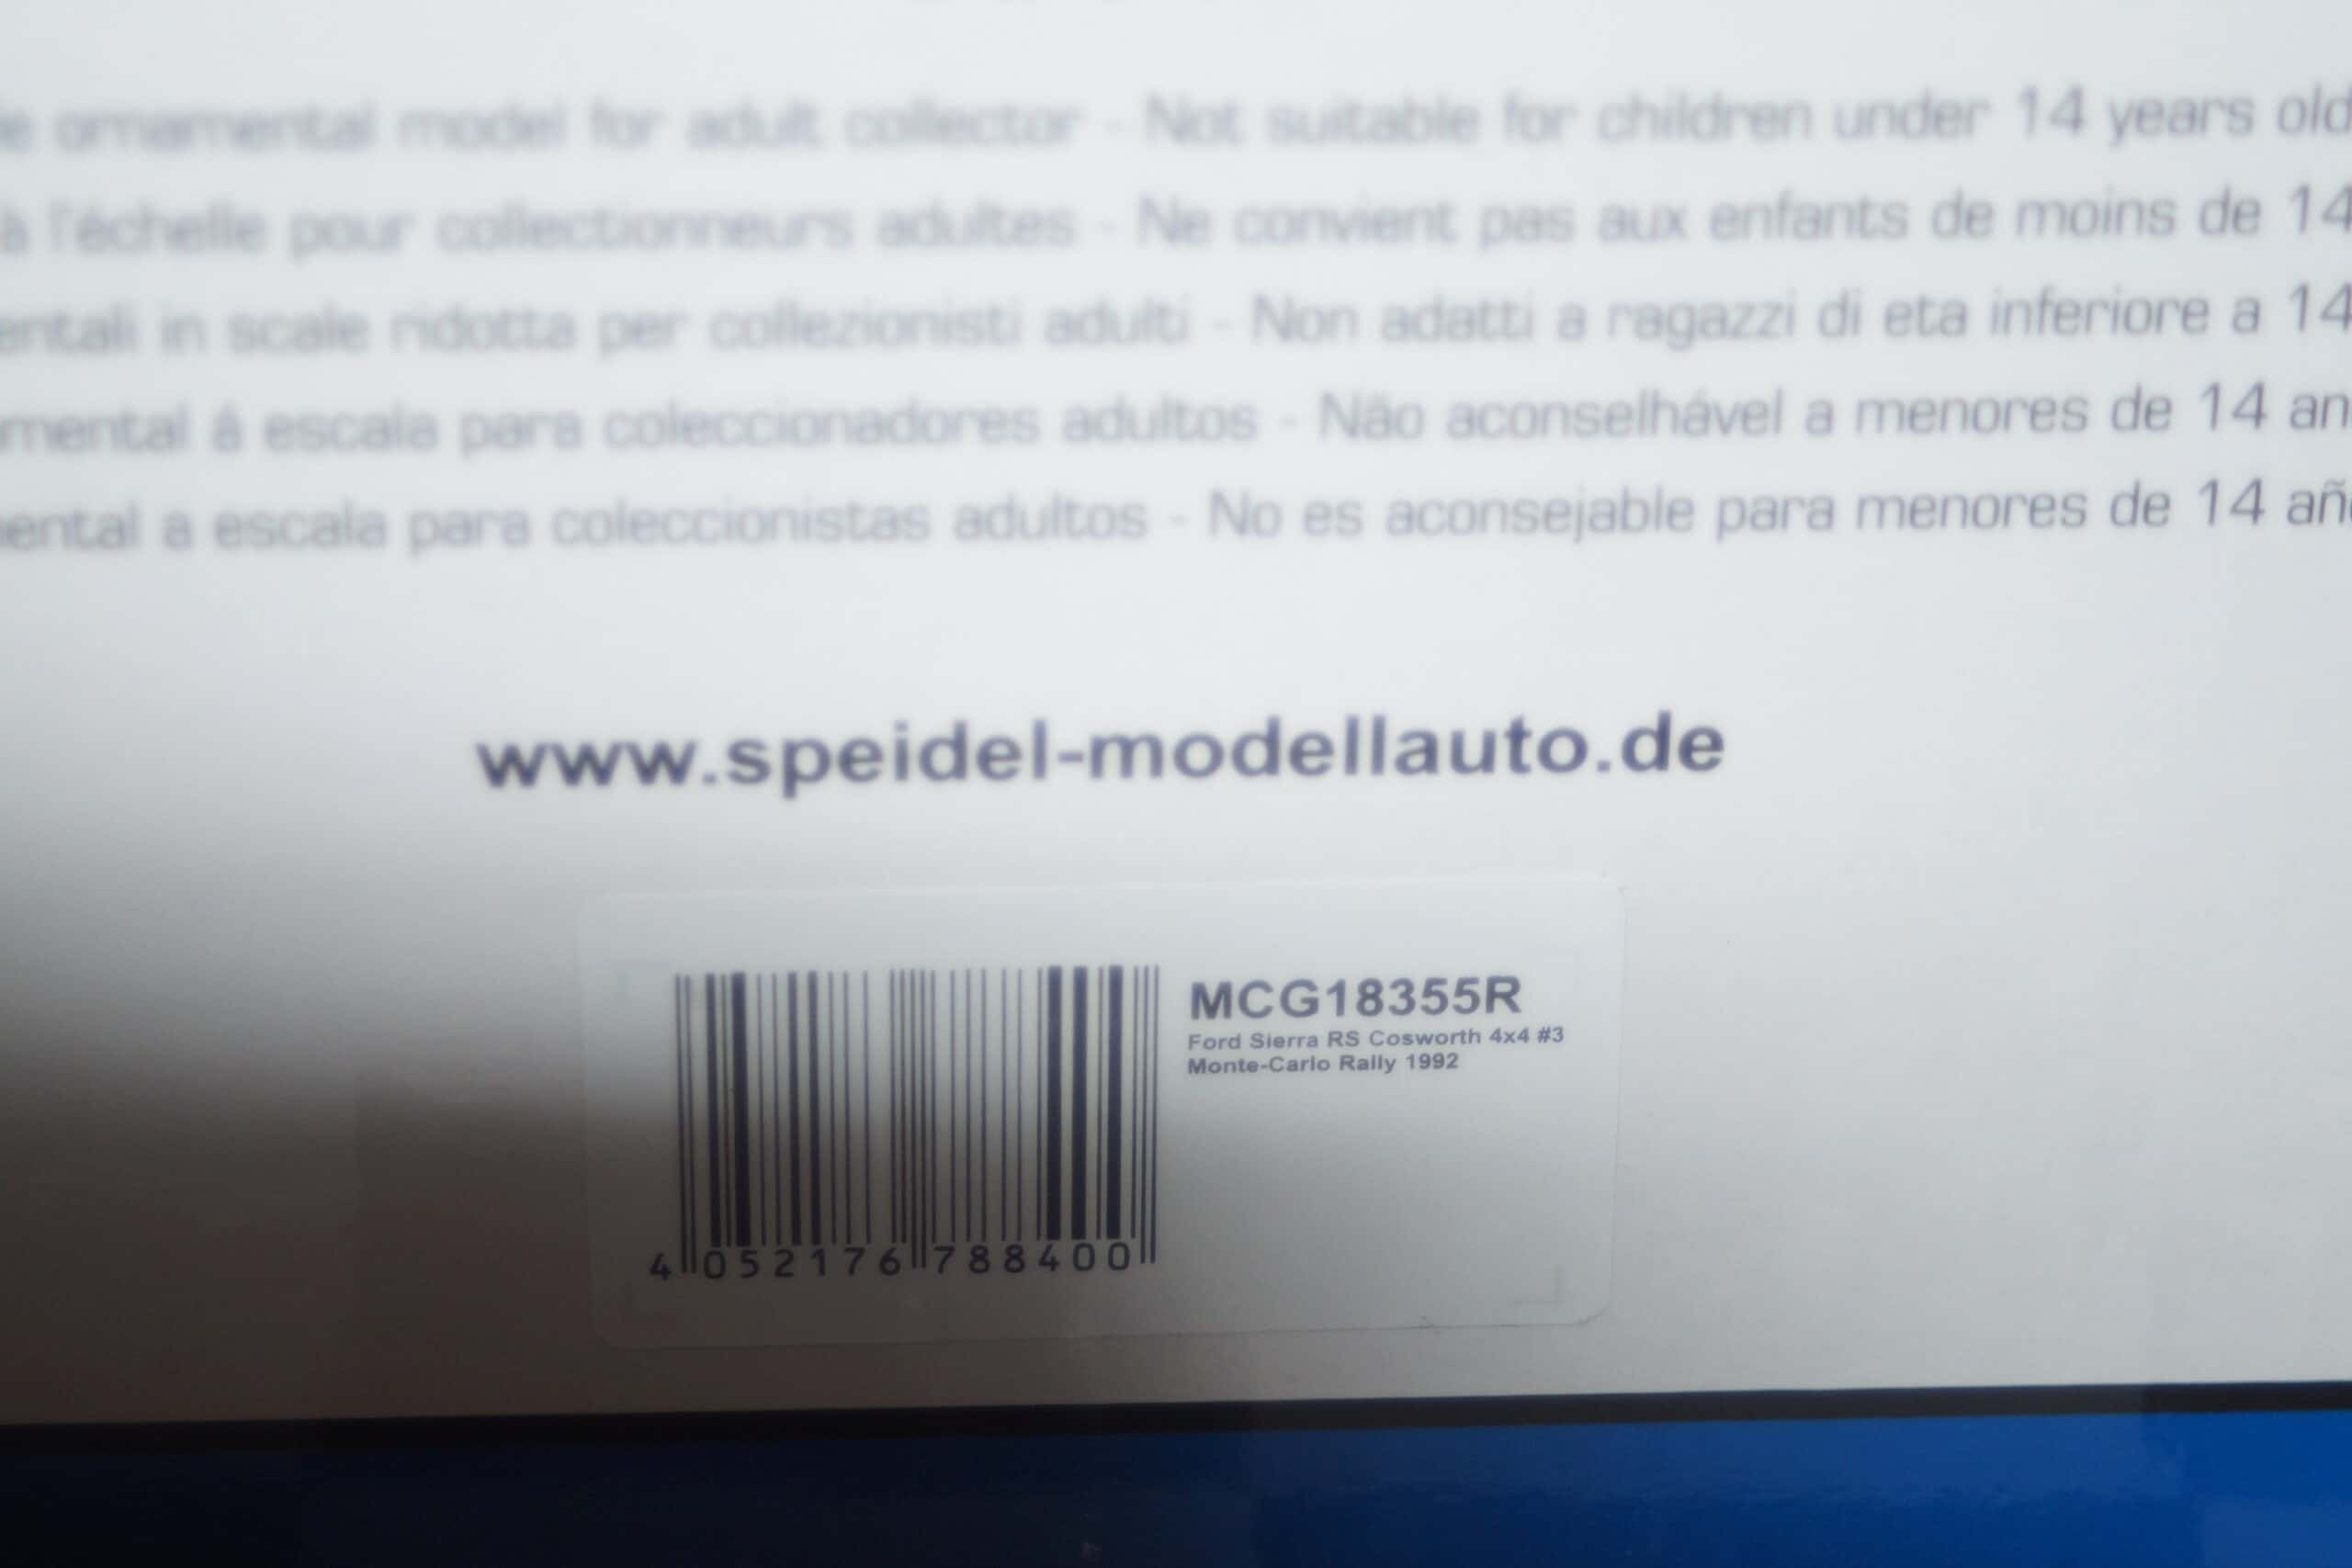 ornamental model for adult collector - Not suitable for children under 14 years old
à l'échelle pour collectionneurs adultes - Ne convient pas aux enfants de moins de 14
entali in scale ridotta per collezionisti adulti - Non adatti a ragazzi di eta inferiore a 14
mental á escala para coleccionadores adultos - Não aconselhável a menores de 14 an
ental a escala para coleccionistas adultos - No es aconsejable para menores de 14 añ
www.speidel-modellauto.de
MCG18355R
Ford Sierra RS Cosworth 4x4 #3
Monte-Carlo Rally 1992
4 052176 788400